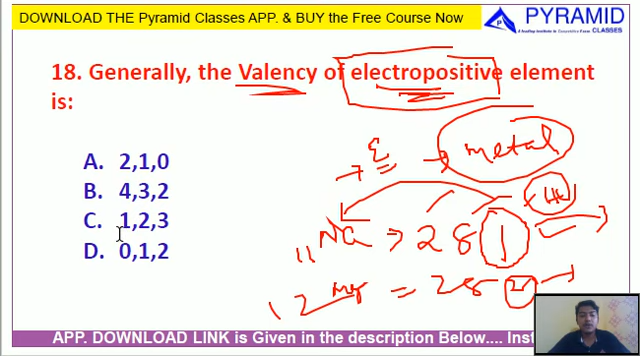 DOWNLOAD THE Pyramid Classes APP. & BUY the Free Course Now
PYRAMID
CLASSES
18. Generally, the Valency of electropositive element
is:
A. 2,1,0
B. 4,3,2
C. 1,2,3
D. 0,1,2
metal
11 Na → 2 8 1
12 Mg = 2 8 2
APP. DOWNLOAD LINK is Given in the description Below.... Inst